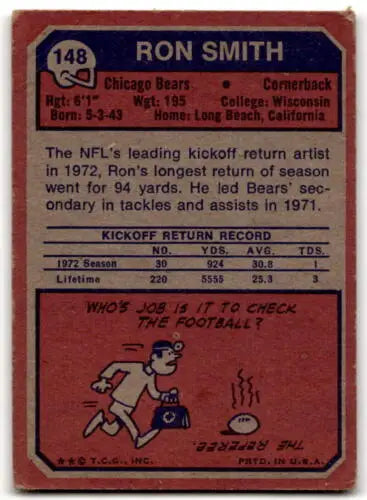 148
RON SMITH
Chicago Bears • Cornerback
Hgt: 6'1" Wgt: 195 College: Wisconsin
Born: 5-3-43 Home: Long Beach, California
The NFL's leading kickoff return artist
in 1972, Ron's longest return of season
went for 94 yards. He led Bears' sec-
ondary in tackles and assists in 1971.
KICKOFF RETURN RECORD
NO. YDS. AVG. TDS.
1972 Season 30 924 30.8 1
Lifetime 220 5555 25.3 3
WHO'S JOB IS IT TO CHECK
THE FOOTBALL?
THE REFEREE.
★★© T.C.G., INC. PRTD. IN U.S.A.